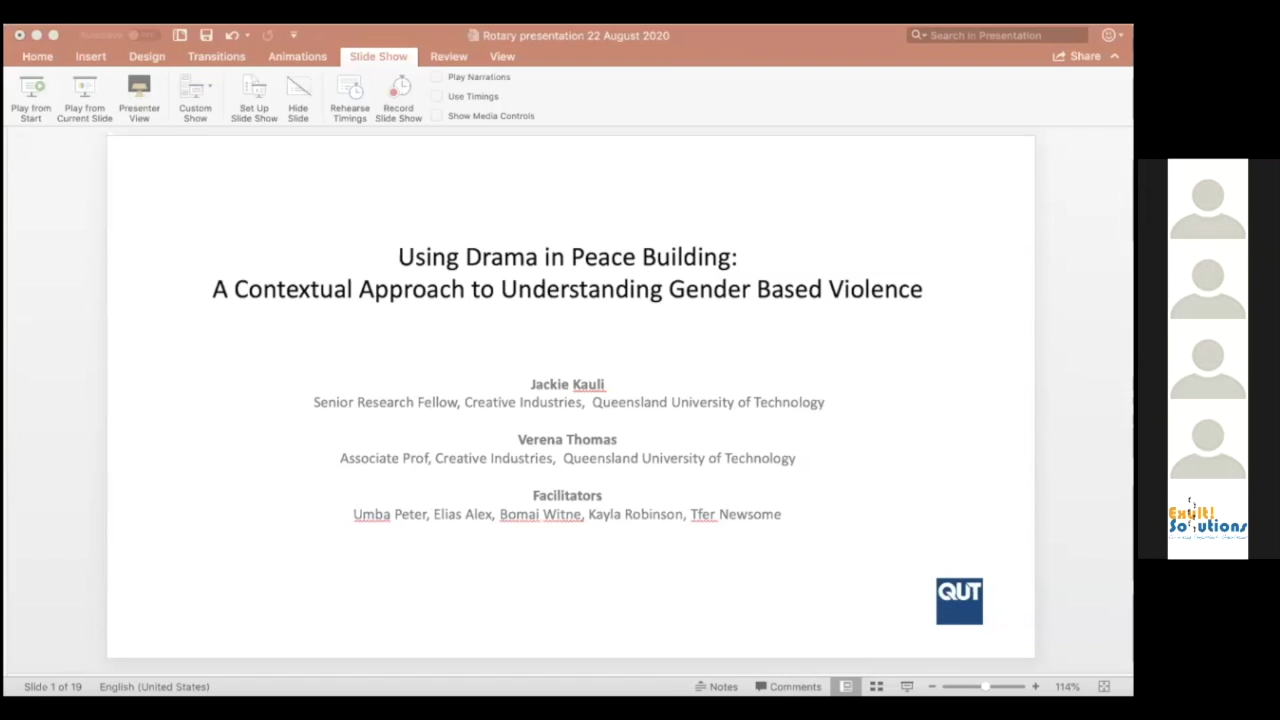 AutoSave OFF
Rotary presentation 22 August 2020
Search in Presentation
Home Insert Design Transitions Animations Slide Show Review View
Share
Play from Start
Play from Current Slide
Presenter View
Custom Show
Set Up Slide Show
Hide Slide
Rehearse Timings
Record Slide Show
Play Narrations
Use Timings
Show Media Controls
Using Drama in Peace Building:
A Contextual Approach to Understanding Gender Based Violence
Jackie Kauli
Senior Research Fellow, Creative Industries, Queensland University of Technology
Verena Thomas
Associate Prof, Creative Industries, Queensland University of Technology
Facilitators
Umba Peter, Elias Alex, Bomai Witne, Kayla Robinson, Tfer Newsome
QUT
Exult!
Solutions
Slide 1 of 19 English (United States)
Notes Comments 114%